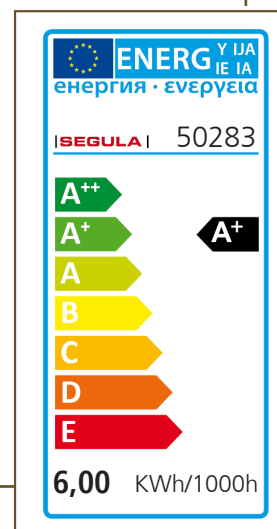 ENERG Y IJA
IE IA
енергия · ενεργεια
SEGULA 50283
A++
A+ A+
A
B
C
D
E
6,00 KWh/1000h